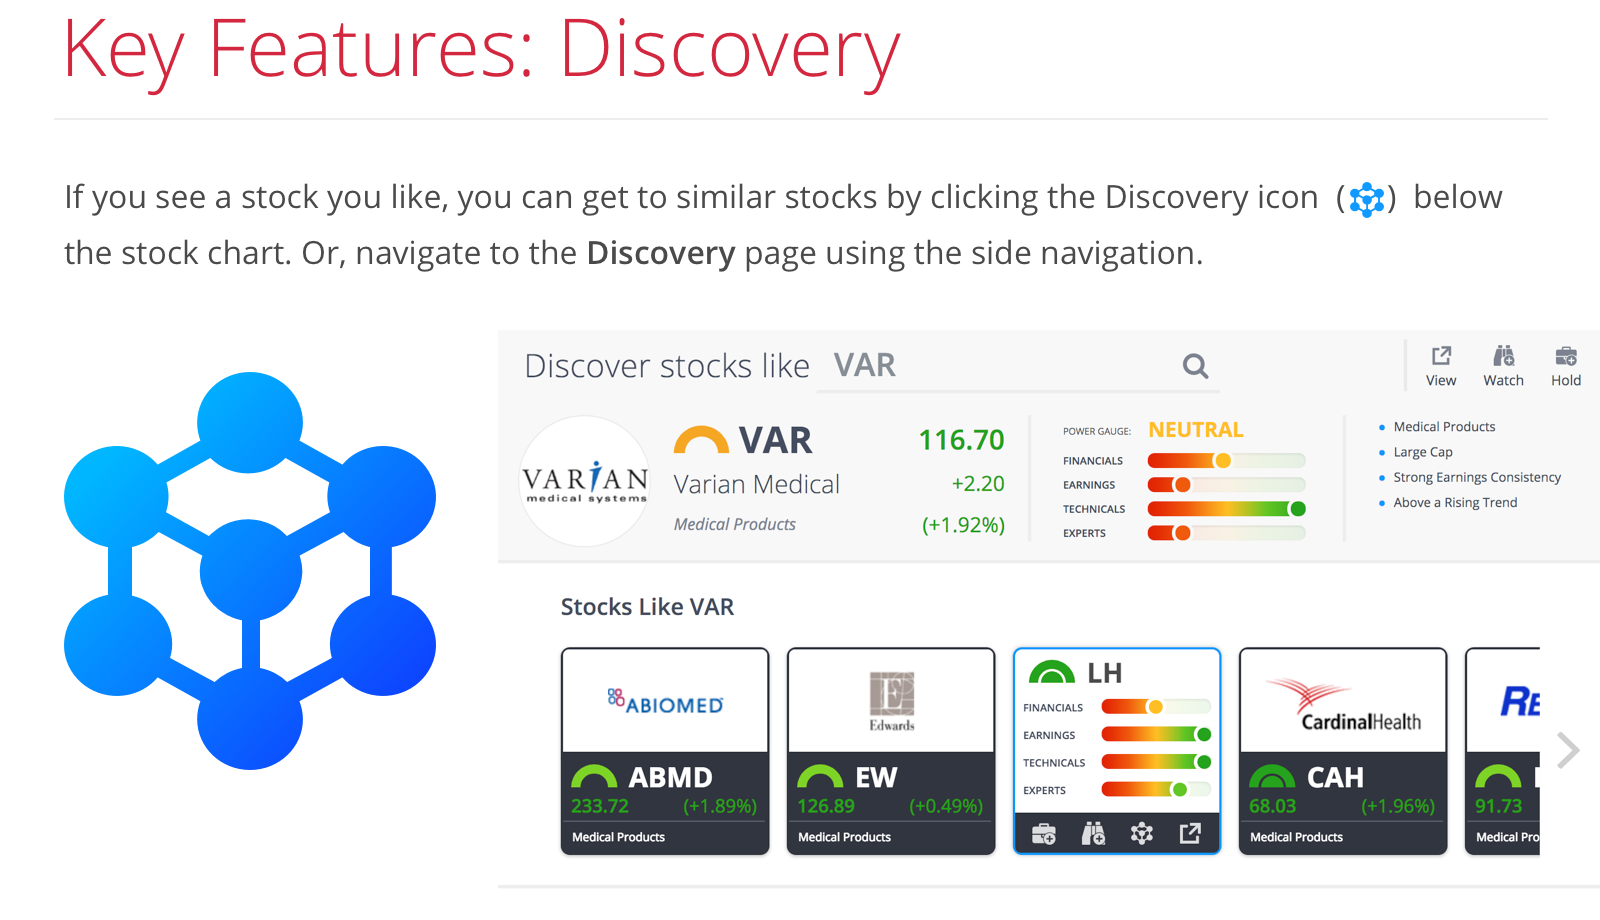 Key Features: Discovery
If you see a stock you like, you can get to similar stocks by clicking the Discovery icon ( ) below
the stock chart. Or, navigate to the Discovery page using the side navigation.
Discover stocks like VAR
View Watch Hold
VARIAN
medical systems
VAR
Varian Medical
Medical Products
116.70
+2.20
(+1.92%)
POWER GAUGE: NEUTRAL
FINANCIALS
EARNINGS
TECHNICALS
EXPERTS
Medical Products
Large Cap
Strong Earnings Consistency
Above a Rising Trend
Stocks Like VAR
ABIOMED
ABMD
233.72 (+1.89%)
Medical Products
Edwards
EW
126.89 (+0.49%)
Medical Products
LH
FINANCIALS
EARNINGS
TECHNICALS
EXPERTS
CardinalHealth
CAH
68.03 (+1.96%)
Medical Products
RE
91.73
Medical Pro